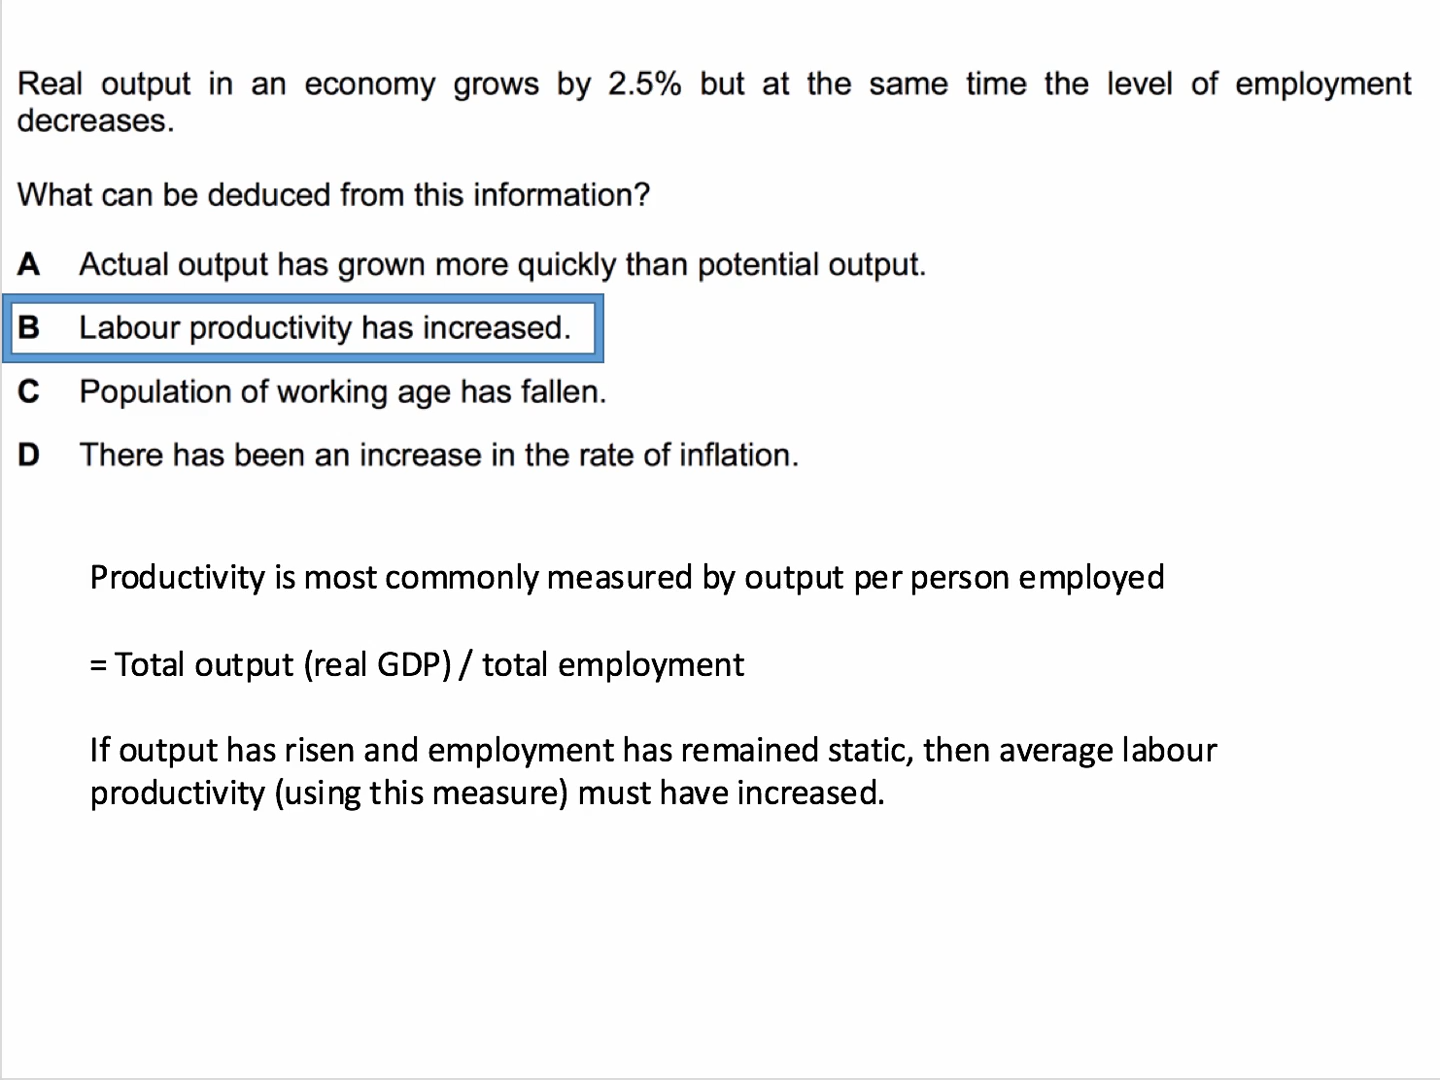 Real output in an economy grows by 2.5% but at the same time the level of employment
decreases.
What can be deduced from this information?
A Actual output has grown more quickly than potential output.
B Labour productivity has increased.
C Population of working age has fallen.
D There has been an increase in the rate of inflation.
Productivity is most commonly measured by output per person employed
= Total output (real GDP) / total employment
If output has risen and employment has remained static, then average labour
productivity (using this measure) must have increased.